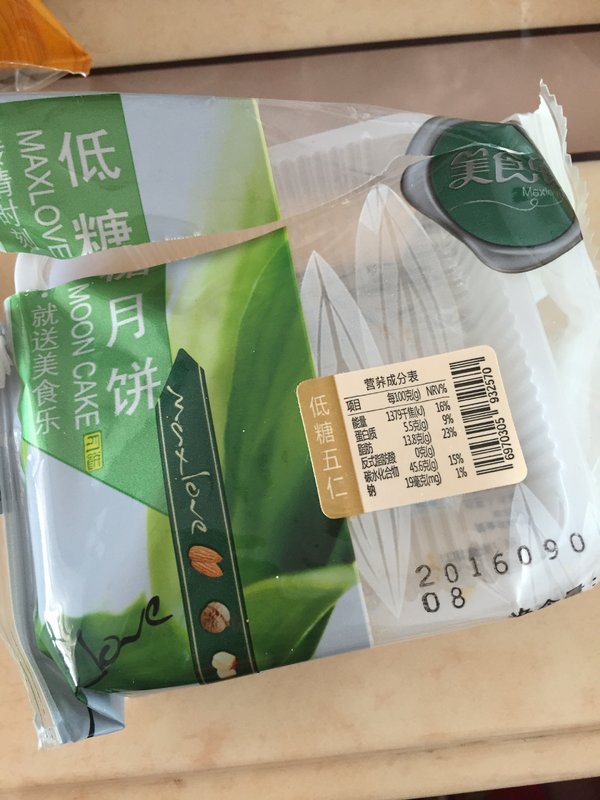 低糖月饼
MAXLOVE MOON CAKE
就送美食乐
美食
Maxlove
maxlove
love
低糖五仁
营养成分表
项目 每100克(g) NRV%
能量 1379千焦(kJ) 16%
蛋白质 5.5克(g) 9%
脂肪 13.8克(g) 23%
反式脂肪酸 0克(g)
碳水化合物 45.6克(g) 15%
钠 19毫克(mg) 1%
6970305 932570
2016090
08